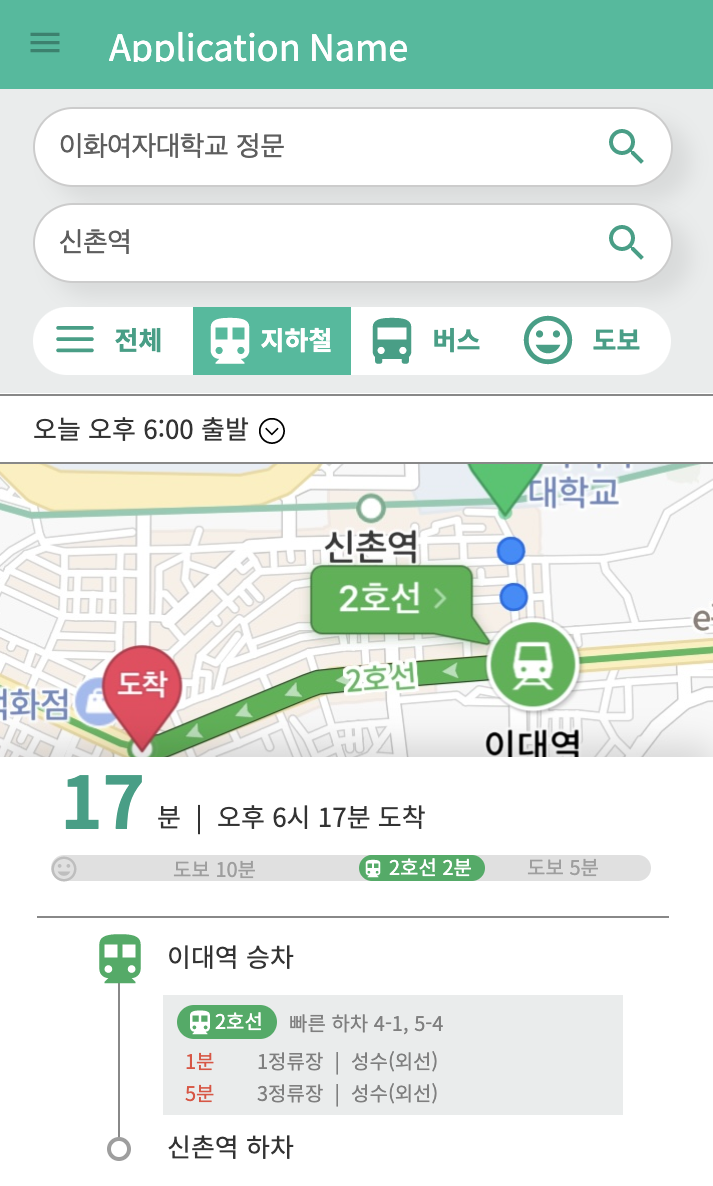 Application Name
이화여자대학교 정문
신촌역
전체 지하철 버스 도보
오늘 오후 6:00 출발
대학교
신촌역
2호선
2호선
도착
화점
이대역
17 분 | 오후 6시 17분 도착
도보 10분 2호선 2분 도보 5분
이대역 승차
2호선 빠른 하차 4-1, 5-4
1분 1정류장 | 성수(외선)
5분 3정류장 | 성수(외선)
신촌역 하차